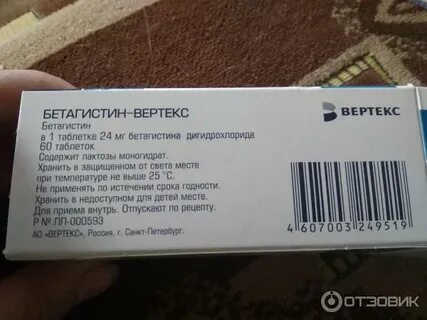 БЕТАГИСТИН-ВЕРТЕКС
Бетагистин
в 1 таблетке 24 мг бетагистина дигидрохлорида
60 таблеток
Содержит лактозы моногидрат.
Хранить в защищенном от света месте
при температуре не выше 25 °С.
Не применять по истечении срока годности.
Хранить в недоступном для детей месте.
Для приема внутрь. Отпускают по рецепту.
Р № ЛП-000593
АО «ВЕРТЕКС», Россия, г. Санкт-Петербург.
ВЕРТЕКС
4 607003 249519
ОТЗОВИК